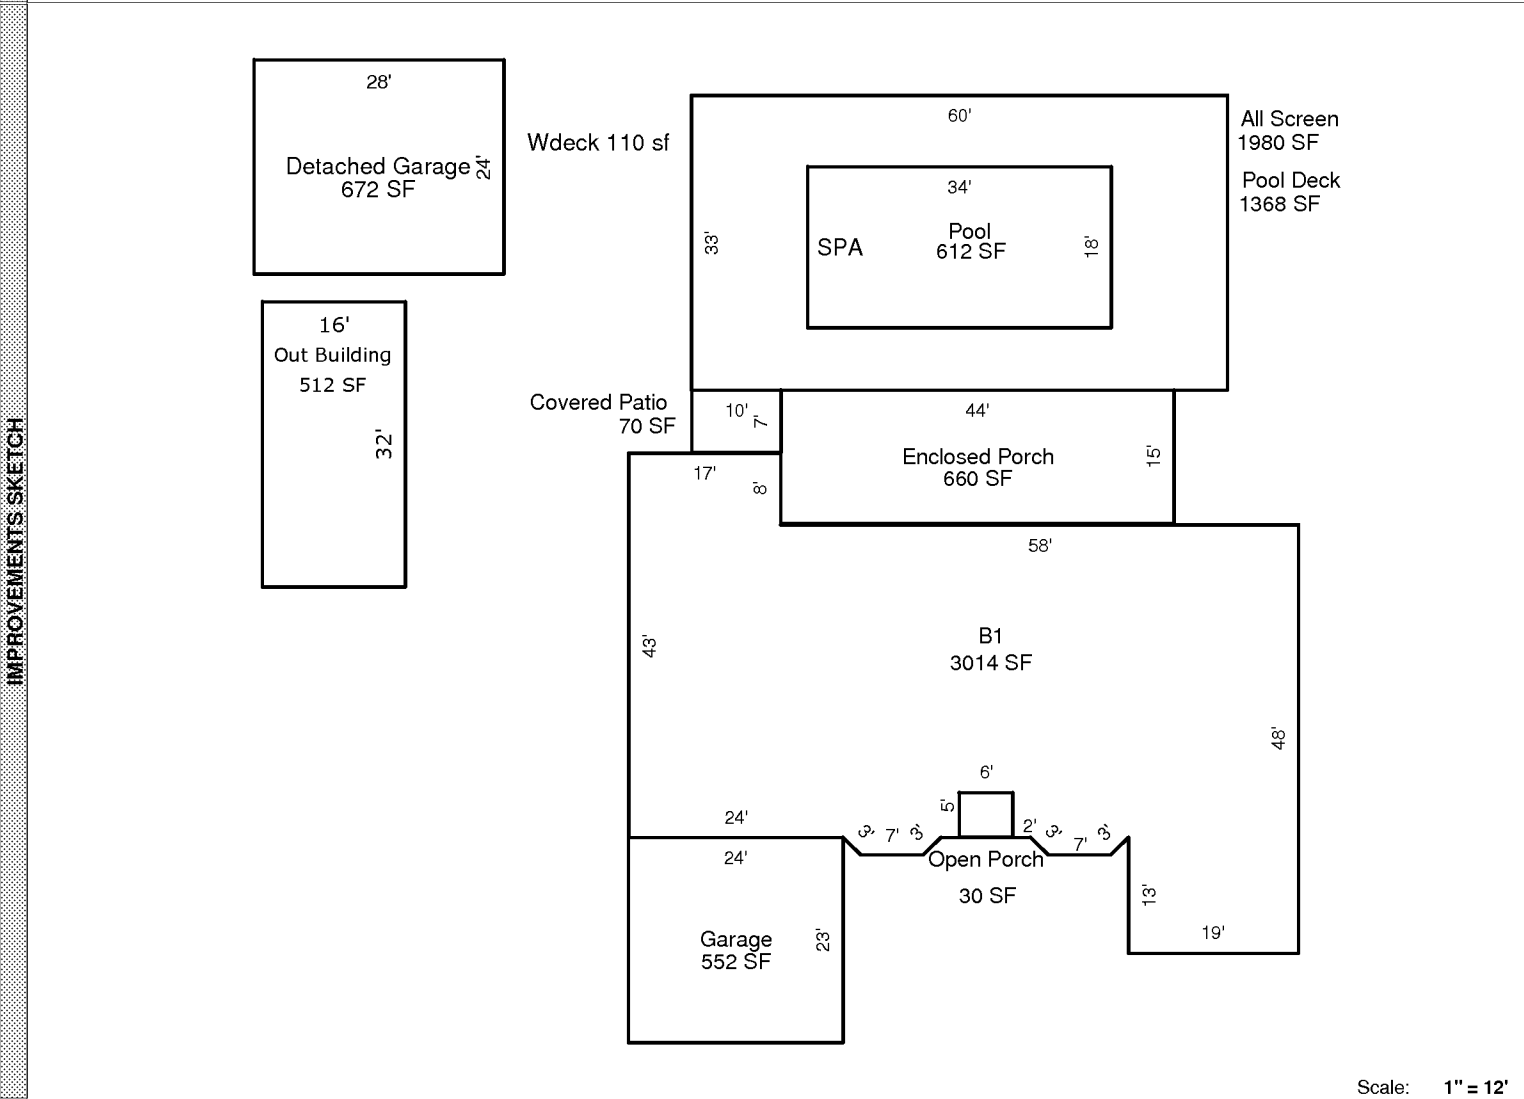 IMPROVEMENTS SKETCH
28'
Detached Garage
672 SF
24'
Wdeck 110 sf
60'
All Screen
1980 SF
Pool Deck
1368 SF
33'
34'
SPA
Pool
612 SF
18'
16'
Out Building
512 SF
32'
Covered Patio
70 SF
10'
7'
44'
Enclosed Porch
660 SF
15'
17'
8'
58'
43'
B1
3014 SF
48'
6'
5'
24'
3'
7'
3'
2'
3'
7'
3'
Open Porch
30 SF
24'
Garage
552 SF
23'
13'
19'
Scale: 1" = 12'